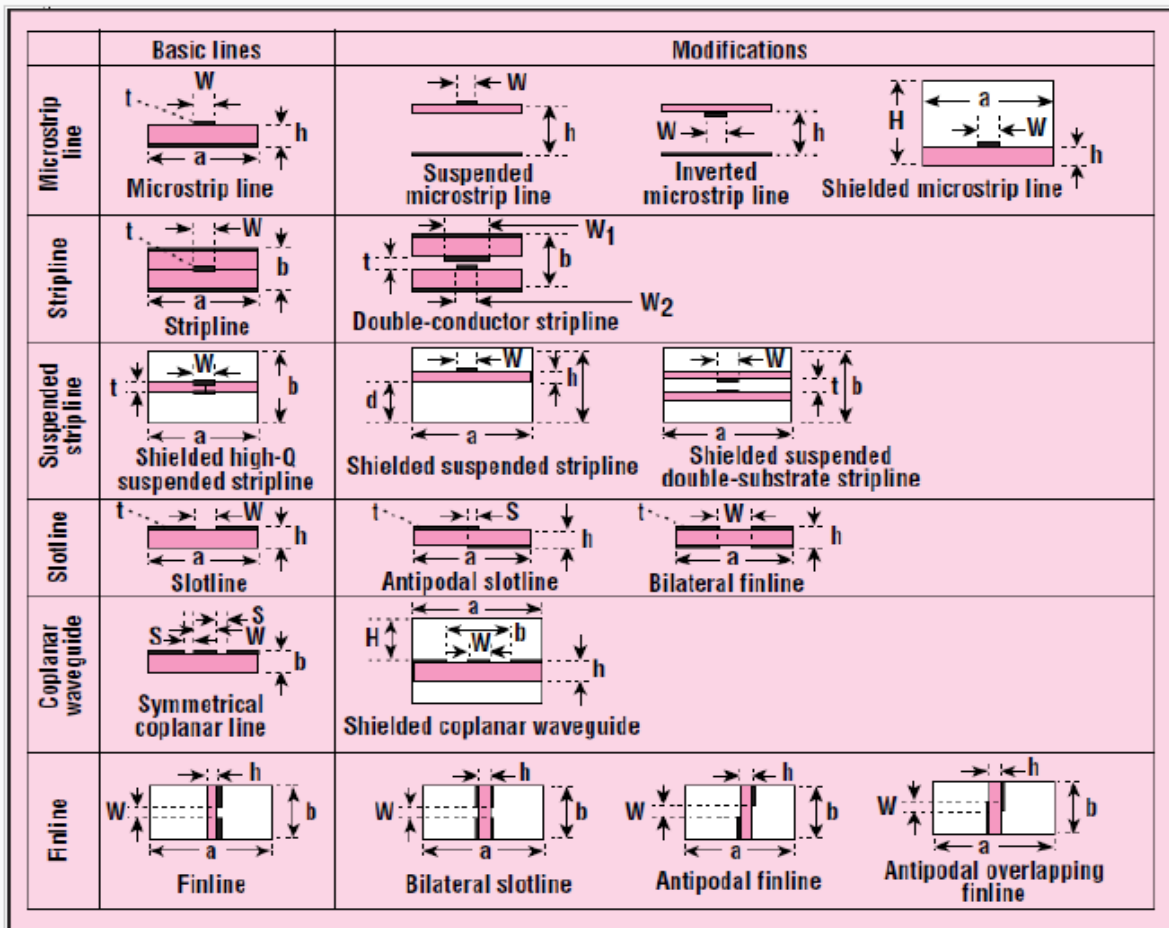 Basic lines
Modifications
Microstrip line
W
t
h
a
Microstrip line
W
h
Suspended
microstrip line
W
h
Inverted
microstrip line
H
a
W
h
Shielded microstrip line
Stripline
t
W
b
a
Stripline
W1
t
b
W2
Double-conductor stripline
Suspended stripline
W
t
b
a
Shielded high-Q
suspended stripline
W
h
d
a
Shielded suspended stripline
W
t
b
a
Shielded suspended
double-substrate stripline
Slotline
t
W
h
a
Slotline
t
S
h
a
Antipodal slotline
t
W
h
a
Bilateral finline
Coplanar waveguide
S
S
W
b
Symmetrical
coplanar line
a
H
b
W
h
Shielded coplanar waveguide
Finline
h
W
b
a
Finline
h
W
b
a
Bilateral slotline
h
W
b
a
Antipodal finline
h
W
b
a
Antipodal overlapping
finline